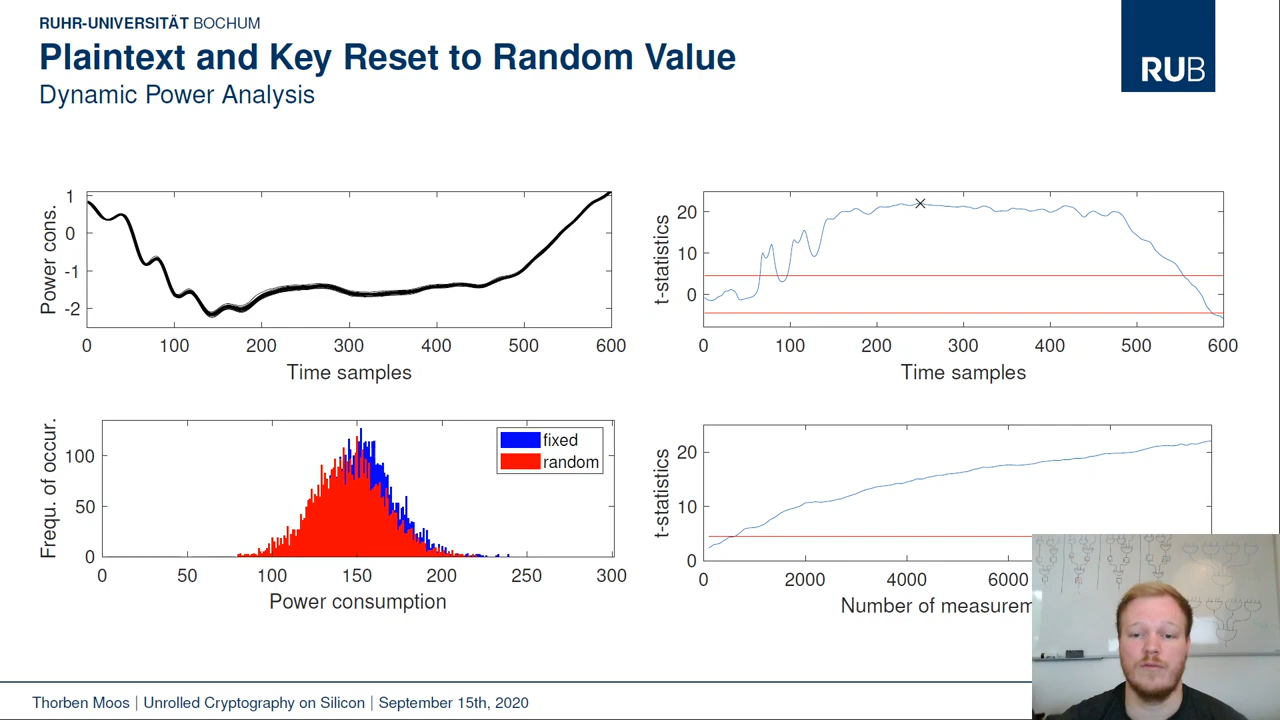 RUHR-UNIVERSITÄT BOCHUM
Plaintext and Key Reset to Random Value
Dynamic Power Analysis
RUB
Power cons.
1
0
-1
-2
0 100 200 300 400 500 600
Time samples
t-statistics
20
10
0
0 100 200 300 400 500 600
Time samples
Frequ. of occur.
100
50
0
fixed
random
0 50 100 150 200 250 300
Power consumption
t-statistics
20
10
0
0 2000 4000 6000
Number of measurem
Thorben Moos | Unrolled Cryptography on Silicon | September 15th, 2020